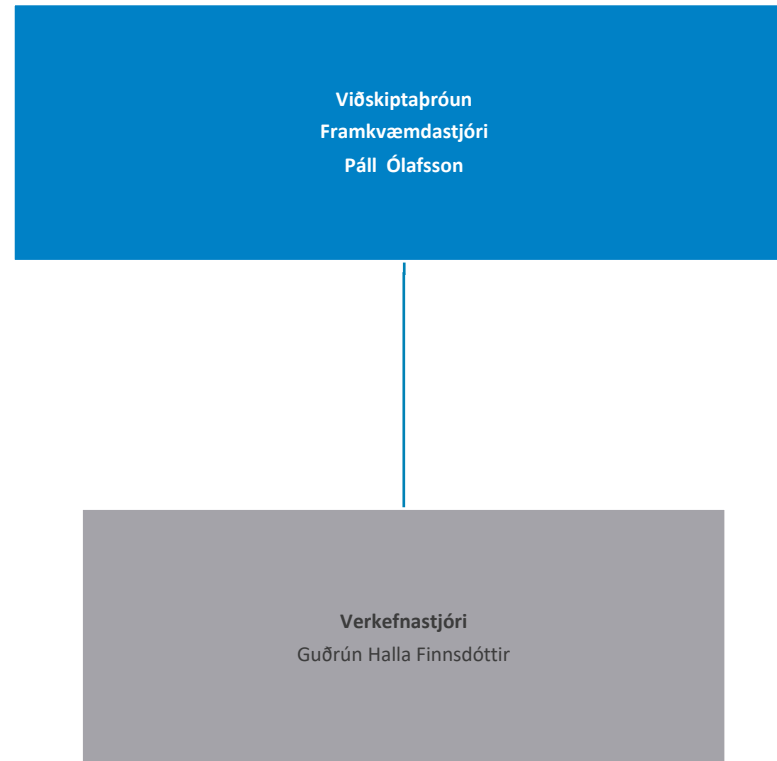 Viðskiptaþróun
Framkvæmdastjóri
Páll Ólafsson
Verkefnastjóri
Guðrún Halla Finnsdóttir